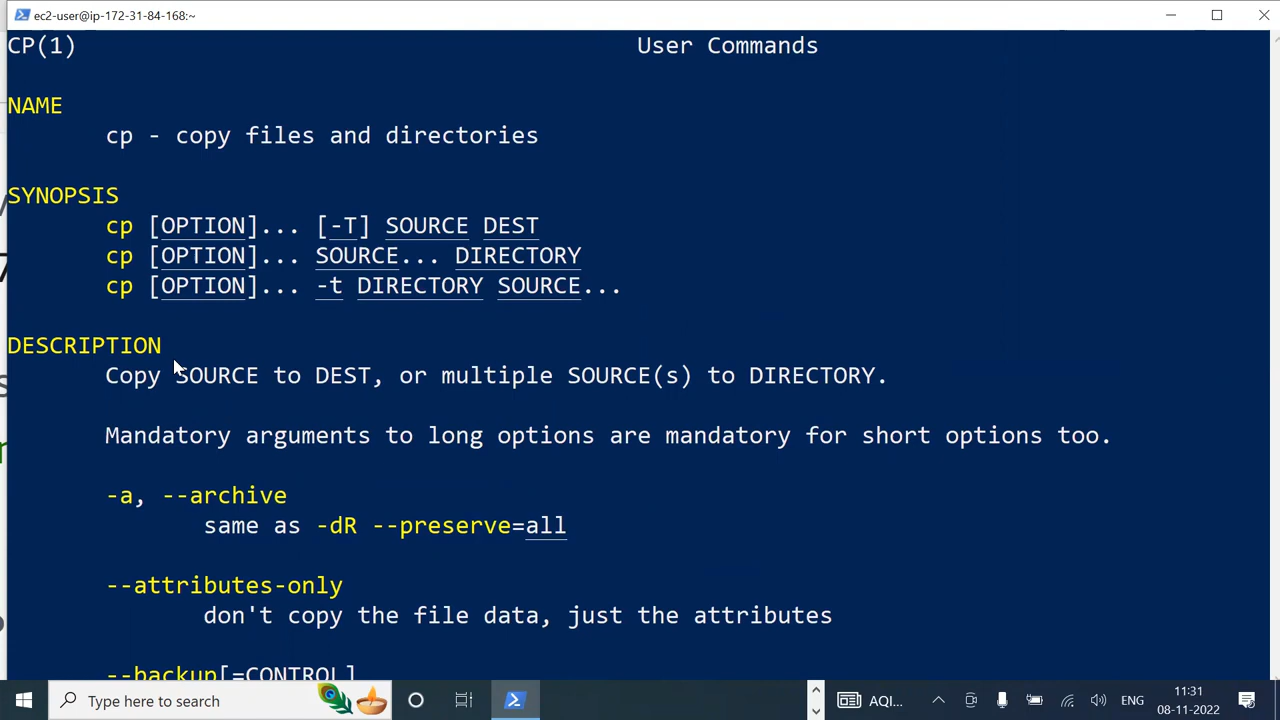 ec2-user@ip-172-31-84-168:~
CP(1) User Commands
NAME
cp - copy files and directories
SYNOPSIS
cp [OPTION]... [-T] SOURCE DEST
cp [OPTION]... SOURCE... DIRECTORY
cp [OPTION]... -t DIRECTORY SOURCE...
DESCRIPTION
Copy SOURCE to DEST, or multiple SOURCE(s) to DIRECTORY.
Mandatory arguments to long options are mandatory for short options too.
-a, --archive
same as -dR --preserve=all
--attributes-only
don't copy the file data, just the attributes
--backup[=CONTROL]
Type here to search
AQI...
ENG
11:31
08-11-2022